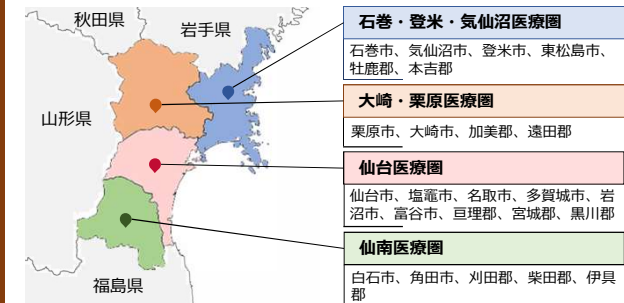 秋田県
岩手県
山形県
福島県
石巻・登米・気仙沼医療圏
石巻市、気仙沼市、登米市、東松島市、
牡鹿郡、本吉郡
大崎・栗原医療圏
栗原市、大崎市、加美郡、遠田郡
仙台医療圏
仙台市、塩竈市、名取市、多賀城市、岩
沼市、富谷市、亘理郡、宮城郡、黒川郡
仙南医療圏
白石市、角田市、刈田郡、柴田郡、伊具
郡